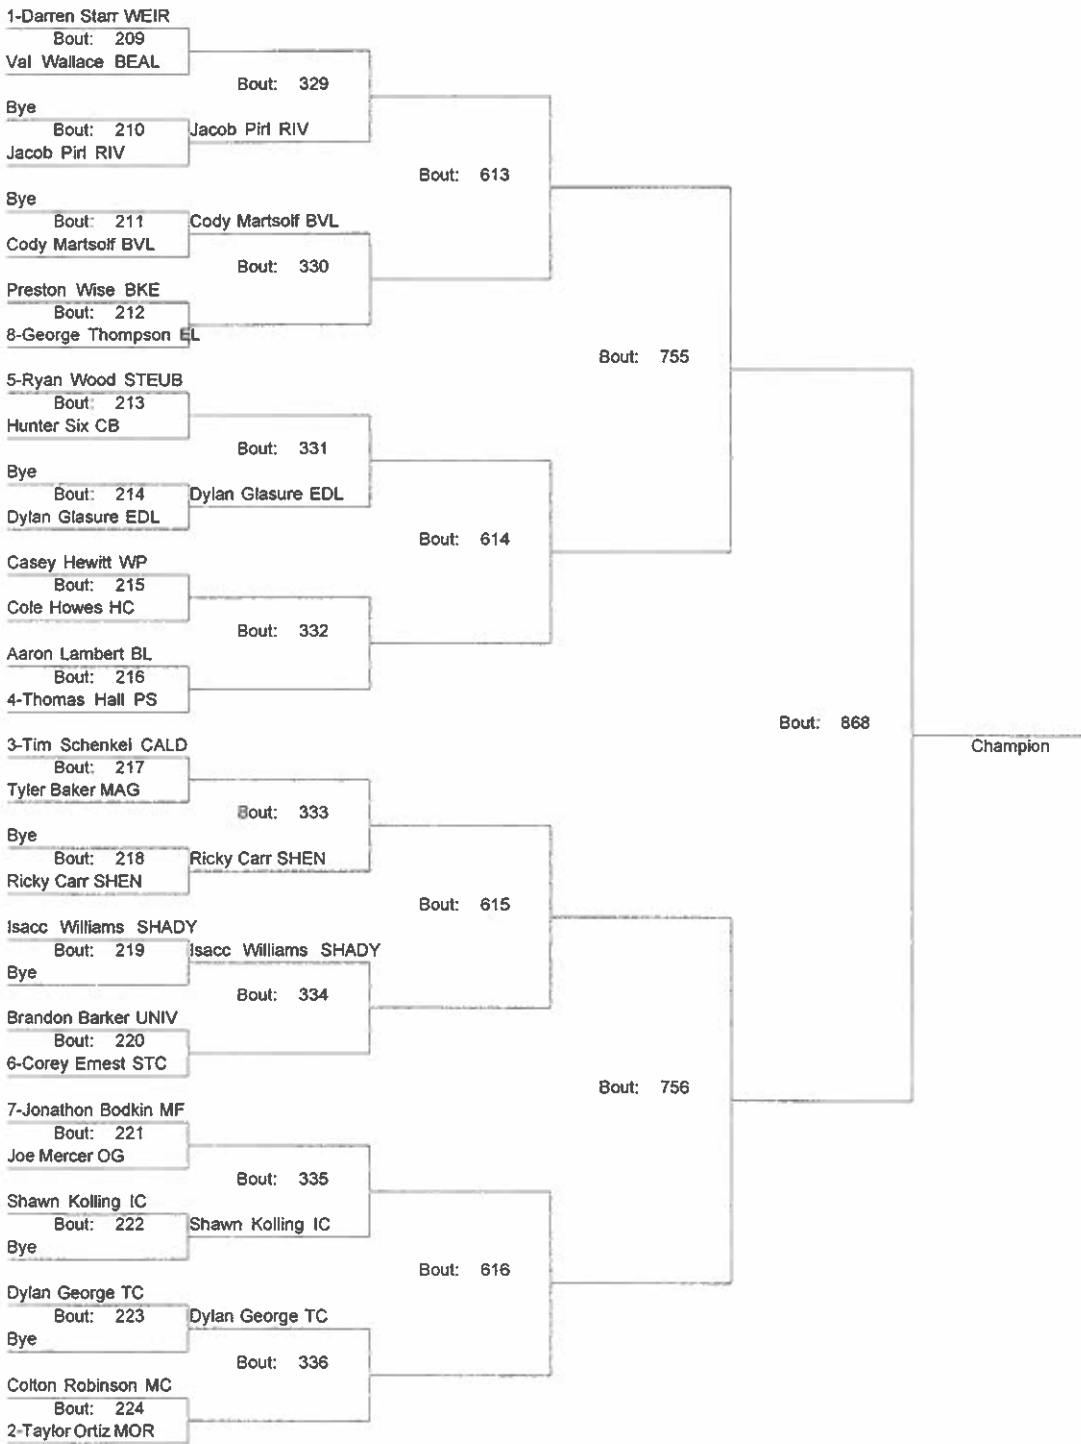 1-Darren Starr WEIR
Bout: 209
Val Wallace BEAL
Bout: 329
Bye
Bout: 210 Jacob Pirl RIV
Jacob Pirl RIV
Bout: 613
Bye
Bout: 211 Cody Martsolf BVL
Cody Martsolf BVL
Bout: 330
Preston Wise BKE
Bout: 212
8-George Thompson EL
Bout: 755
5-Ryan Wood STEUB
Bout: 213
Hunter Six CB
Bout: 331
Bye
Bout: 214 Dylan Glasure EDL
Dylan Glasure EDL
Bout: 614
Casey Hewitt WP
Bout: 215
Cole Howes HC
Bout: 332
Aaron Lambert BL
Bout: 216
4-Thomas Hall PS
Bout: 868
Champion
3-Tim Schenkel CALD
Bout: 217
Tyler Baker MAG
Bout: 333
Bye
Bout: 218 Ricky Carr SHEN
Ricky Carr SHEN
Bout: 615
Isacc Williams SHADY
Bout: 219 Isacc Williams SHADY
Bye
Bout: 334
Brandon Barker UNIV
Bout: 220
6-Corey Ernest STC
Bout: 756
7-Jonathon Bodkin MF
Bout: 221
Joe Mercer OG
Bout: 335
Shawn Kolling IC
Bout: 222 Shawn Kolling IC
Bye
Bout: 616
Dylan George TC
Bout: 223 Dylan George TC
Bye
Bout: 336
Colton Robinson MC
Bout: 224
2-Taylor Ortiz MOR